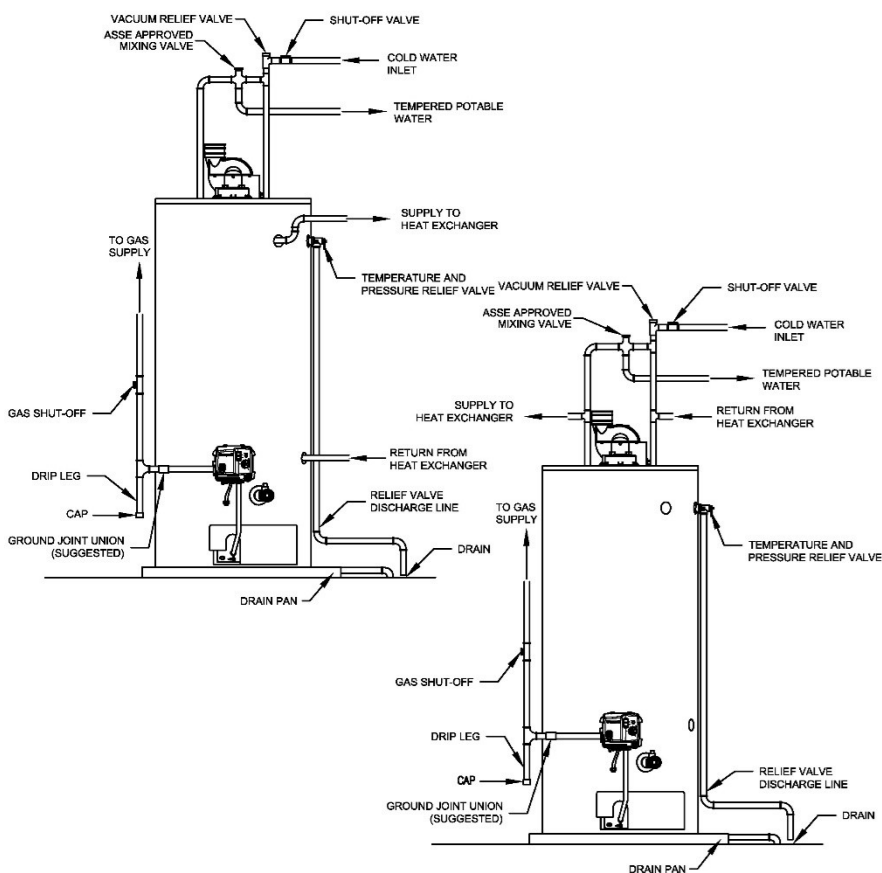 VACUUM RELIEF VALVE
SHUT-OFF VALVE
ASSE APPROVED
MIXING VALVE
COLD WATER
INLET
TEMPERED POTABLE
WATER
SUPPLY TO
HEAT EXCHANGER
TO GAS
SUPPLY
TEMPERATURE AND
PRESSURE RELIEF VALVE
GAS SHUT-OFF
RETURN FROM
HEAT EXCHANGER
DRIP LEG
CAP
RELIEF VALVE
DISCHARGE LINE
GROUND JOINT UNION
(SUGGESTED)
DRAIN
DRAIN PAN
VACUUM RELIEF VALVE
SHUT-OFF VALVE
ASSE APPROVED
MIXING VALVE
COLD WATER
INLET
TEMPERED POTABLE
WATER
SUPPLY TO
HEAT EXCHANGER
RETURN FROM
HEAT EXCHANGER
TO GAS
SUPPLY
TEMPERATURE AND
PRESSURE RELIEF VALVE
GAS SHUT-OFF
DRIP LEG
CAP
RELIEF VALVE
DISCHARGE LINE
GROUND JOINT UNION
(SUGGESTED)
DRAIN
DRAIN PAN